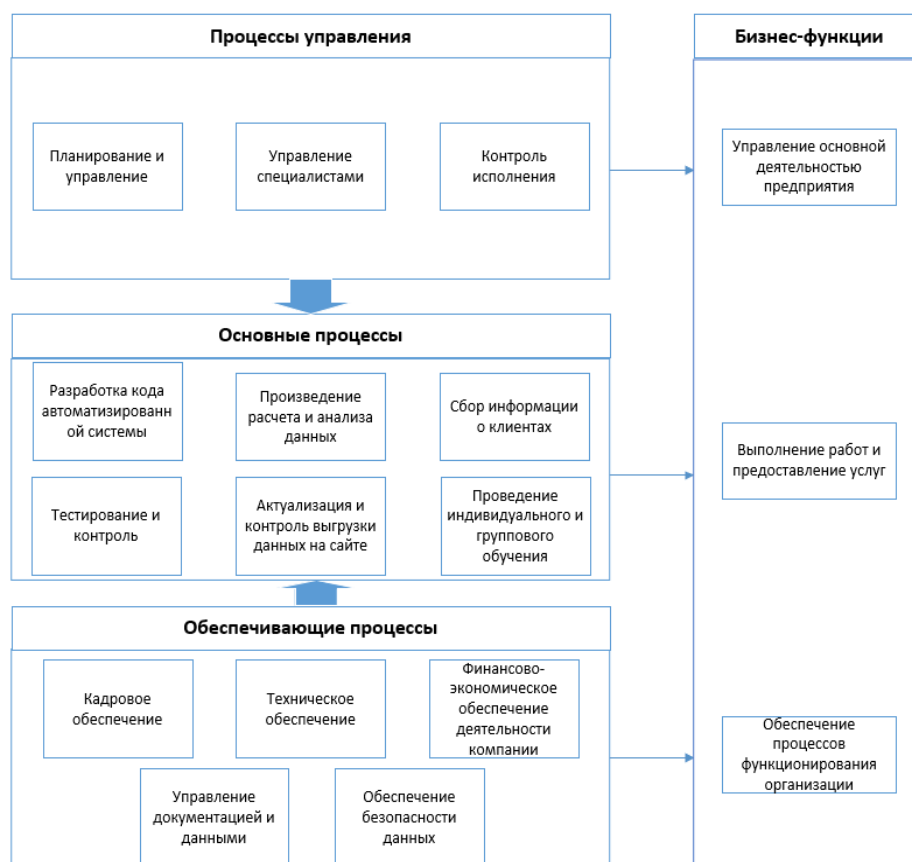 Процессы управления
Бизнес-функции
Планирование и
управление
Управление
специалистами
Контроль
исполнения
Управление основной
деятельностью
предприятия
Основные процессы
Разработка кода
автоматизированн
ой системы
Произведение
расчета и анализа
данных
Сбор информации
о клиентах
Выполнение работ и
предоставление услуг
Тестирование и
контроль
Актуализация и
контроль выгрузки
данных на сайте
Проведение
индивидуального и
группового
обучения
Обеспечивающие процессы
Кадровое
обеспечение
Техническое
обеспечение
Финансово-
экономическое
обеспечение
деятельности
компании
Обеспечение
процессов
функционирования
организации
Управление
документацией и
данными
Обеспечение
безопасности
данных